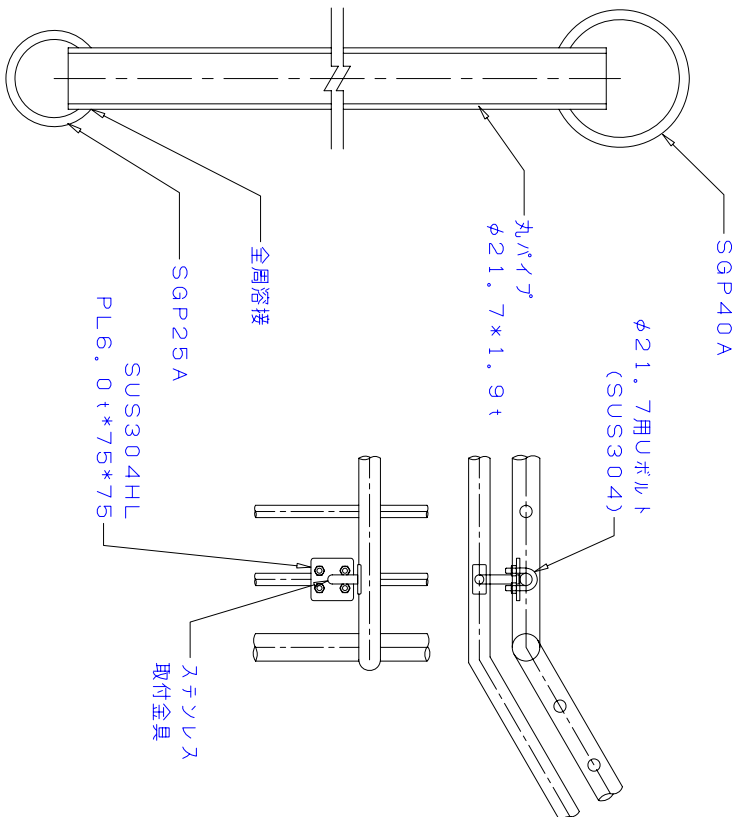 SGP40A
φ21.7用Uボルト
(SUS304)
丸パイプ
φ21.7*1.9t
全周溶接
SGP25A
SUS304HL
PL6.0t*75*75
ステンレス
取付金具